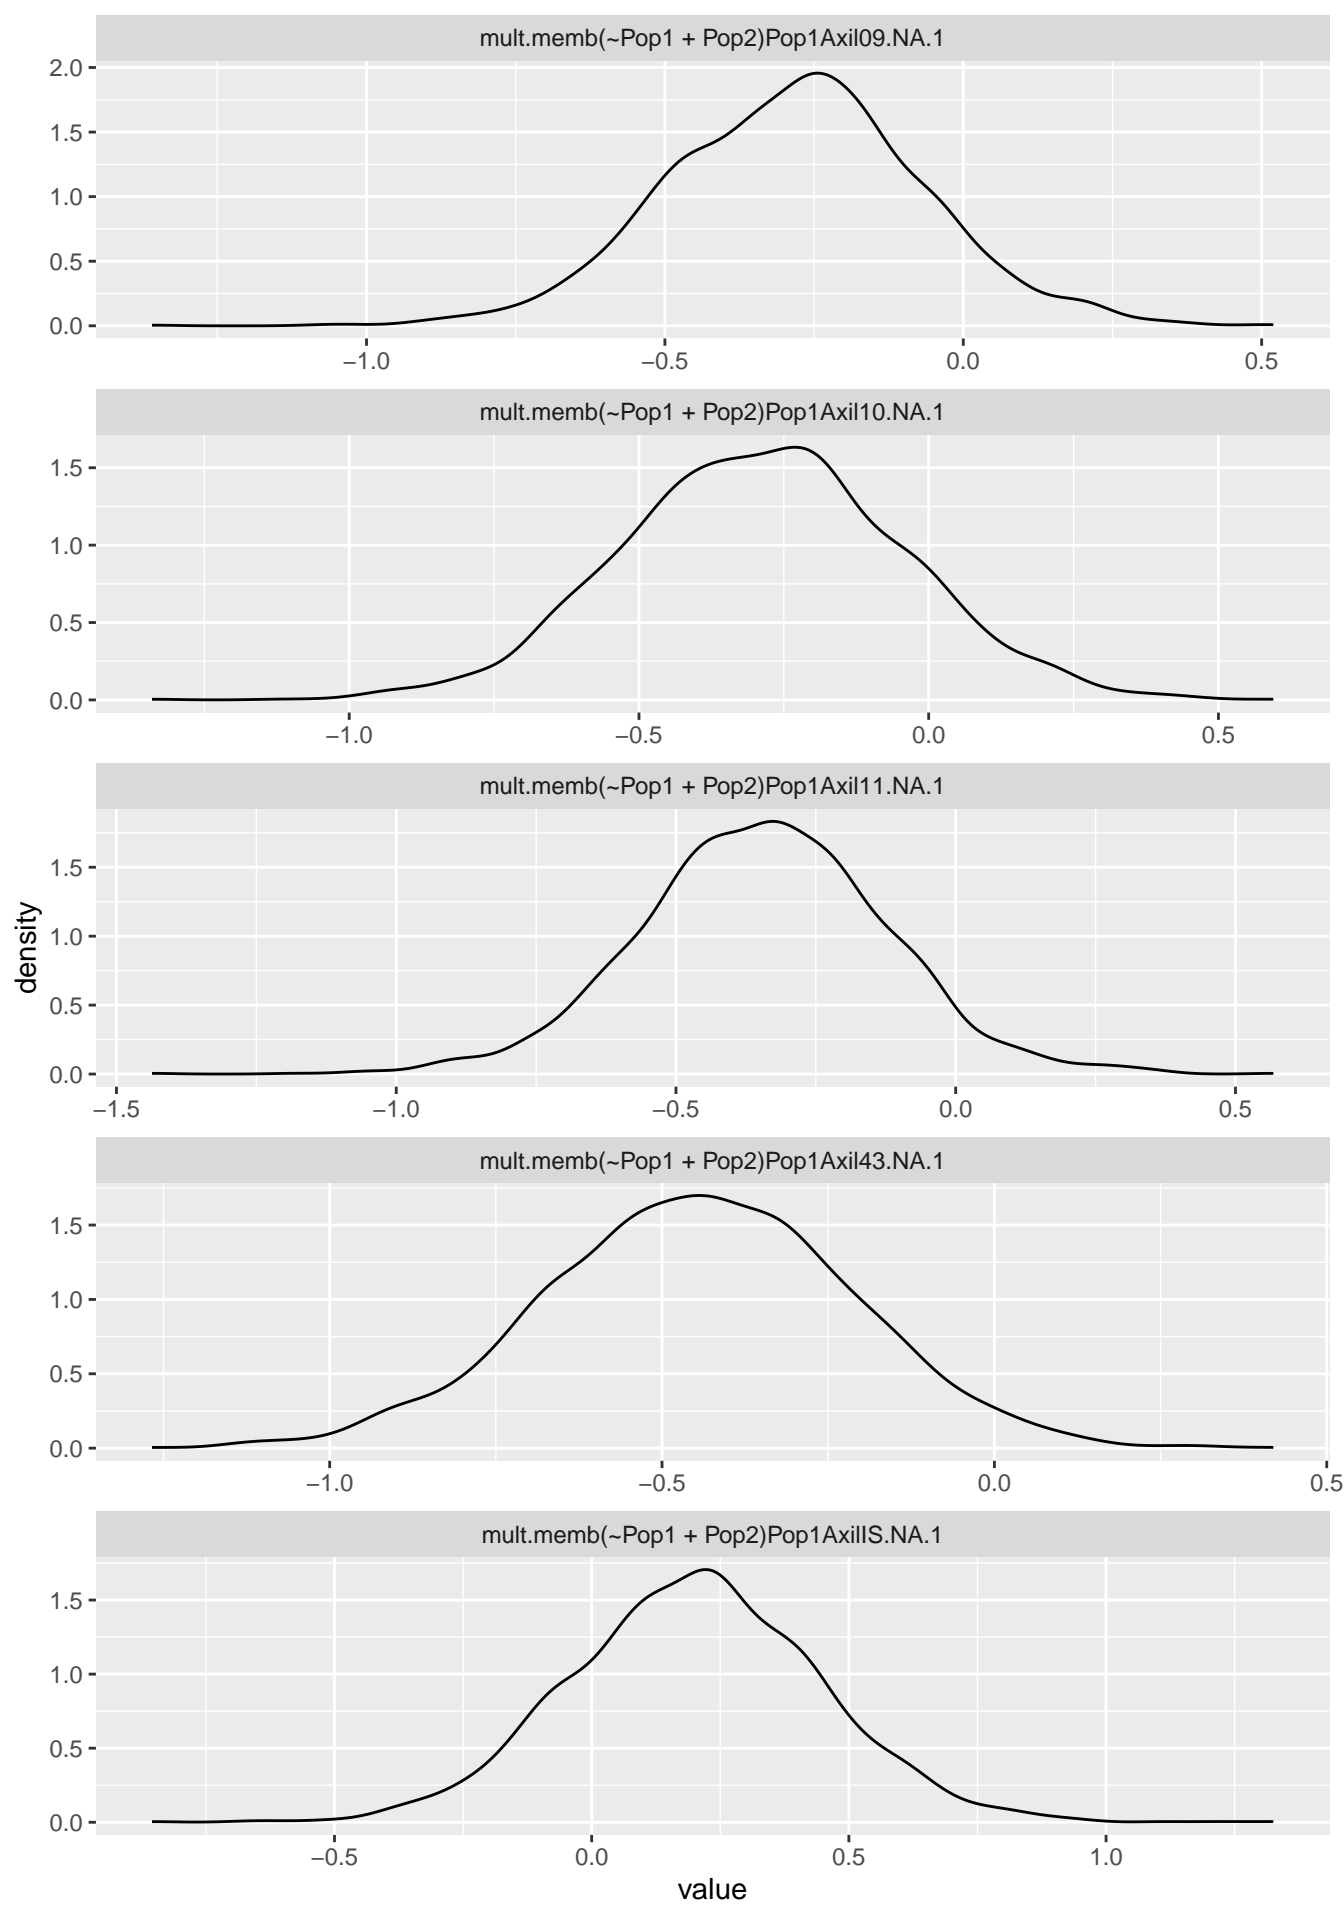 mult.memb(~Pop1 + Pop2)Pop1Axil09.NA.1
2.0
1.5
1.0
0.5
0.0
−1.0 −0.5 0.0 0.5
mult.memb(~Pop1 + Pop2)Pop1Axil10.NA.1
1.5
1.0
0.5
0.0
−1.0 −0.5 0.0 0.5
mult.memb(~Pop1 + Pop2)Pop1Axil11.NA.1
1.5
1.0
0.5
0.0
−1.5 −1.0 −0.5 0.0 0.5
density
mult.memb(~Pop1 + Pop2)Pop1Axil43.NA.1
1.5
1.0
0.5
0.0
−1.0 −0.5 0.0 0.5
mult.memb(~Pop1 + Pop2)Pop1AxilIS.NA.1
1.5
1.0
0.5
0.0
−0.5 0.0 0.5 1.0
value